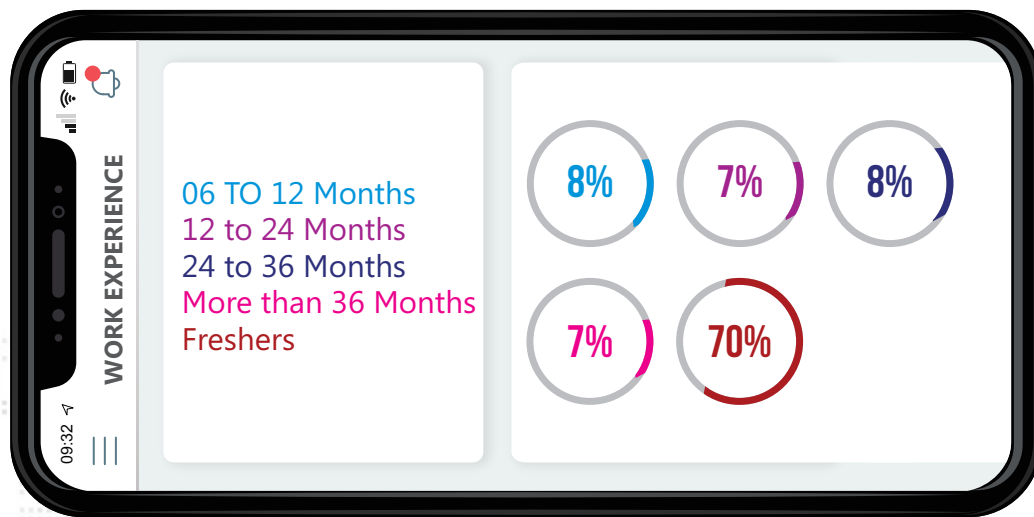 09:32
WORK EXPERIENCE
06 TO 12 Months
12 to 24 Months
24 to 36 Months
More than 36 Months
Freshers
8%
7%
8%
7%
70%